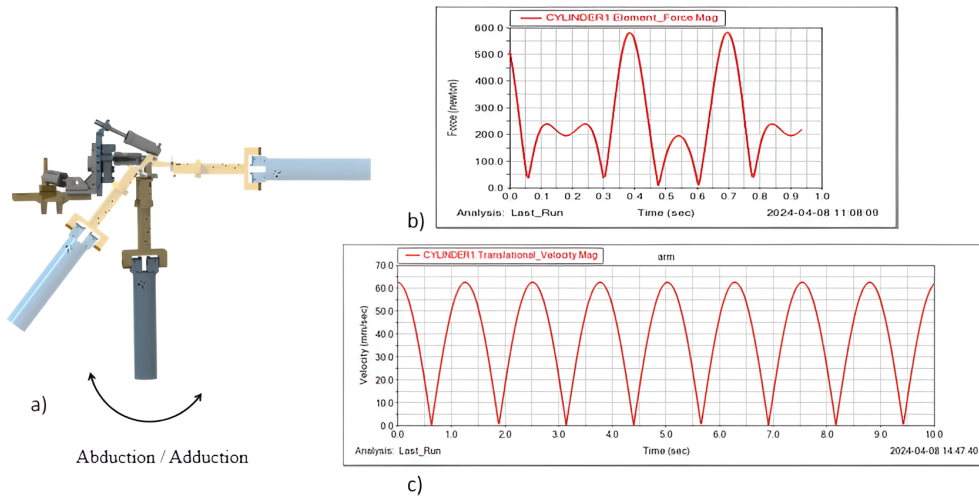 a)
Abduction / Adduction
b)
CYLINDER1 Element_Force Mag
Force (newton)
600.0
500.0
400.0
300.0
200.0
100.0
0.0
0.0 0.1 0.2 0.3 0.4 0.5 0.6 0.7 0.8 0.9 1.0
Analysis: Last_Run Time (sec) 2024-04-08 11:08:09
c)
CYLINDER1 Translational_Velocity Mag arm
Velocity (mm/sec)
70.0
60.0
50.0
40.0
30.0
20.0
10.0
0.0
0.0 1.0 2.0 3.0 4.0 5.0 6.0 7.0 8.0 9.0 10.0
Analysis: Last_Run Time (sec) 2024-04-08 14:47:40